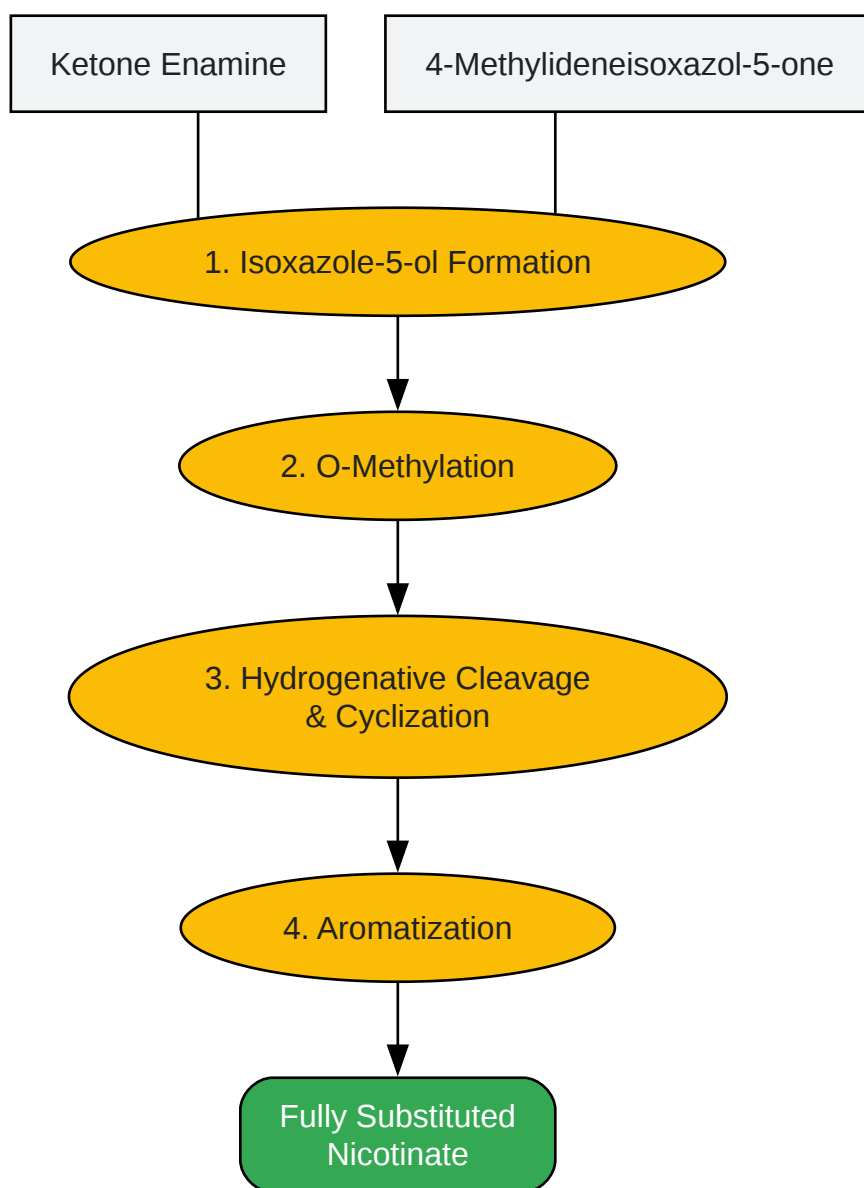 Ketone Enamine
4-Methylideneisoxazol-5-one
1. Isoxazole-5-ol Formation
2. O-Methylation
3. Hydrogenative Cleavage
& Cyclization
4. Aromatization
Fully Substituted
Nicotinate